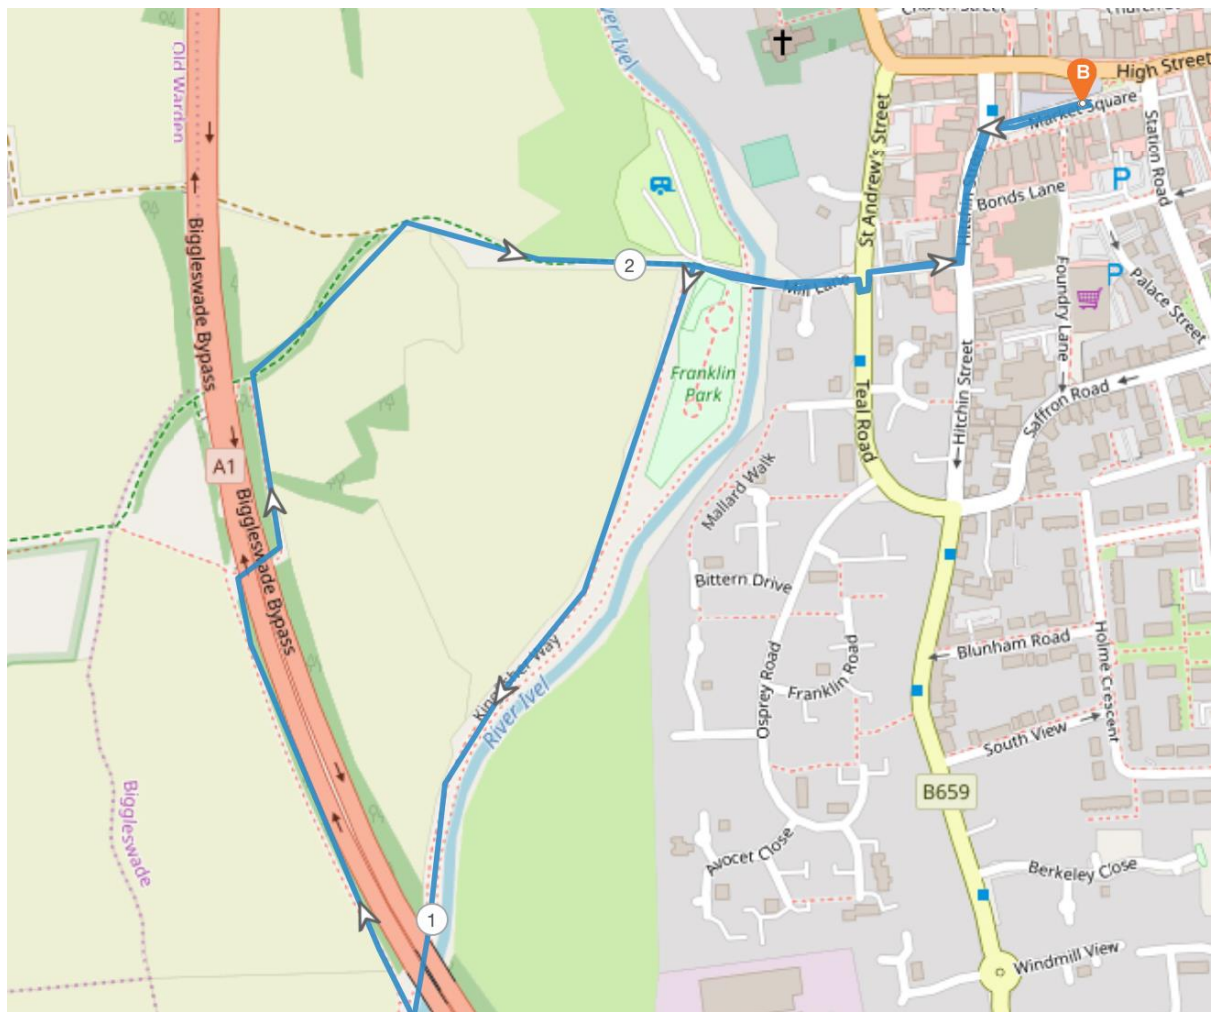 Church Street
Church
River Ivel
Old Warden
B
High Street
Market Square
St Andrew's Street
Hitchin Street
Bonds Lane
P
Station Road
Biggleswade Bypass
2
Mill Lane
P
Foundry Lane
Palace Street
Franklin
Park
Hitchin Street
Saffron Road
Teal Road
A1
Mallard Walk
Biggleswade Bypass
Bittern Drive
Kingfisher Way
River Ivel
Osprey Road
Franklin Road
Blunham Road
Holme Crescent
South View
B659
Biggleswade
Avocet Close
Berkeley Close
1
Windmill View